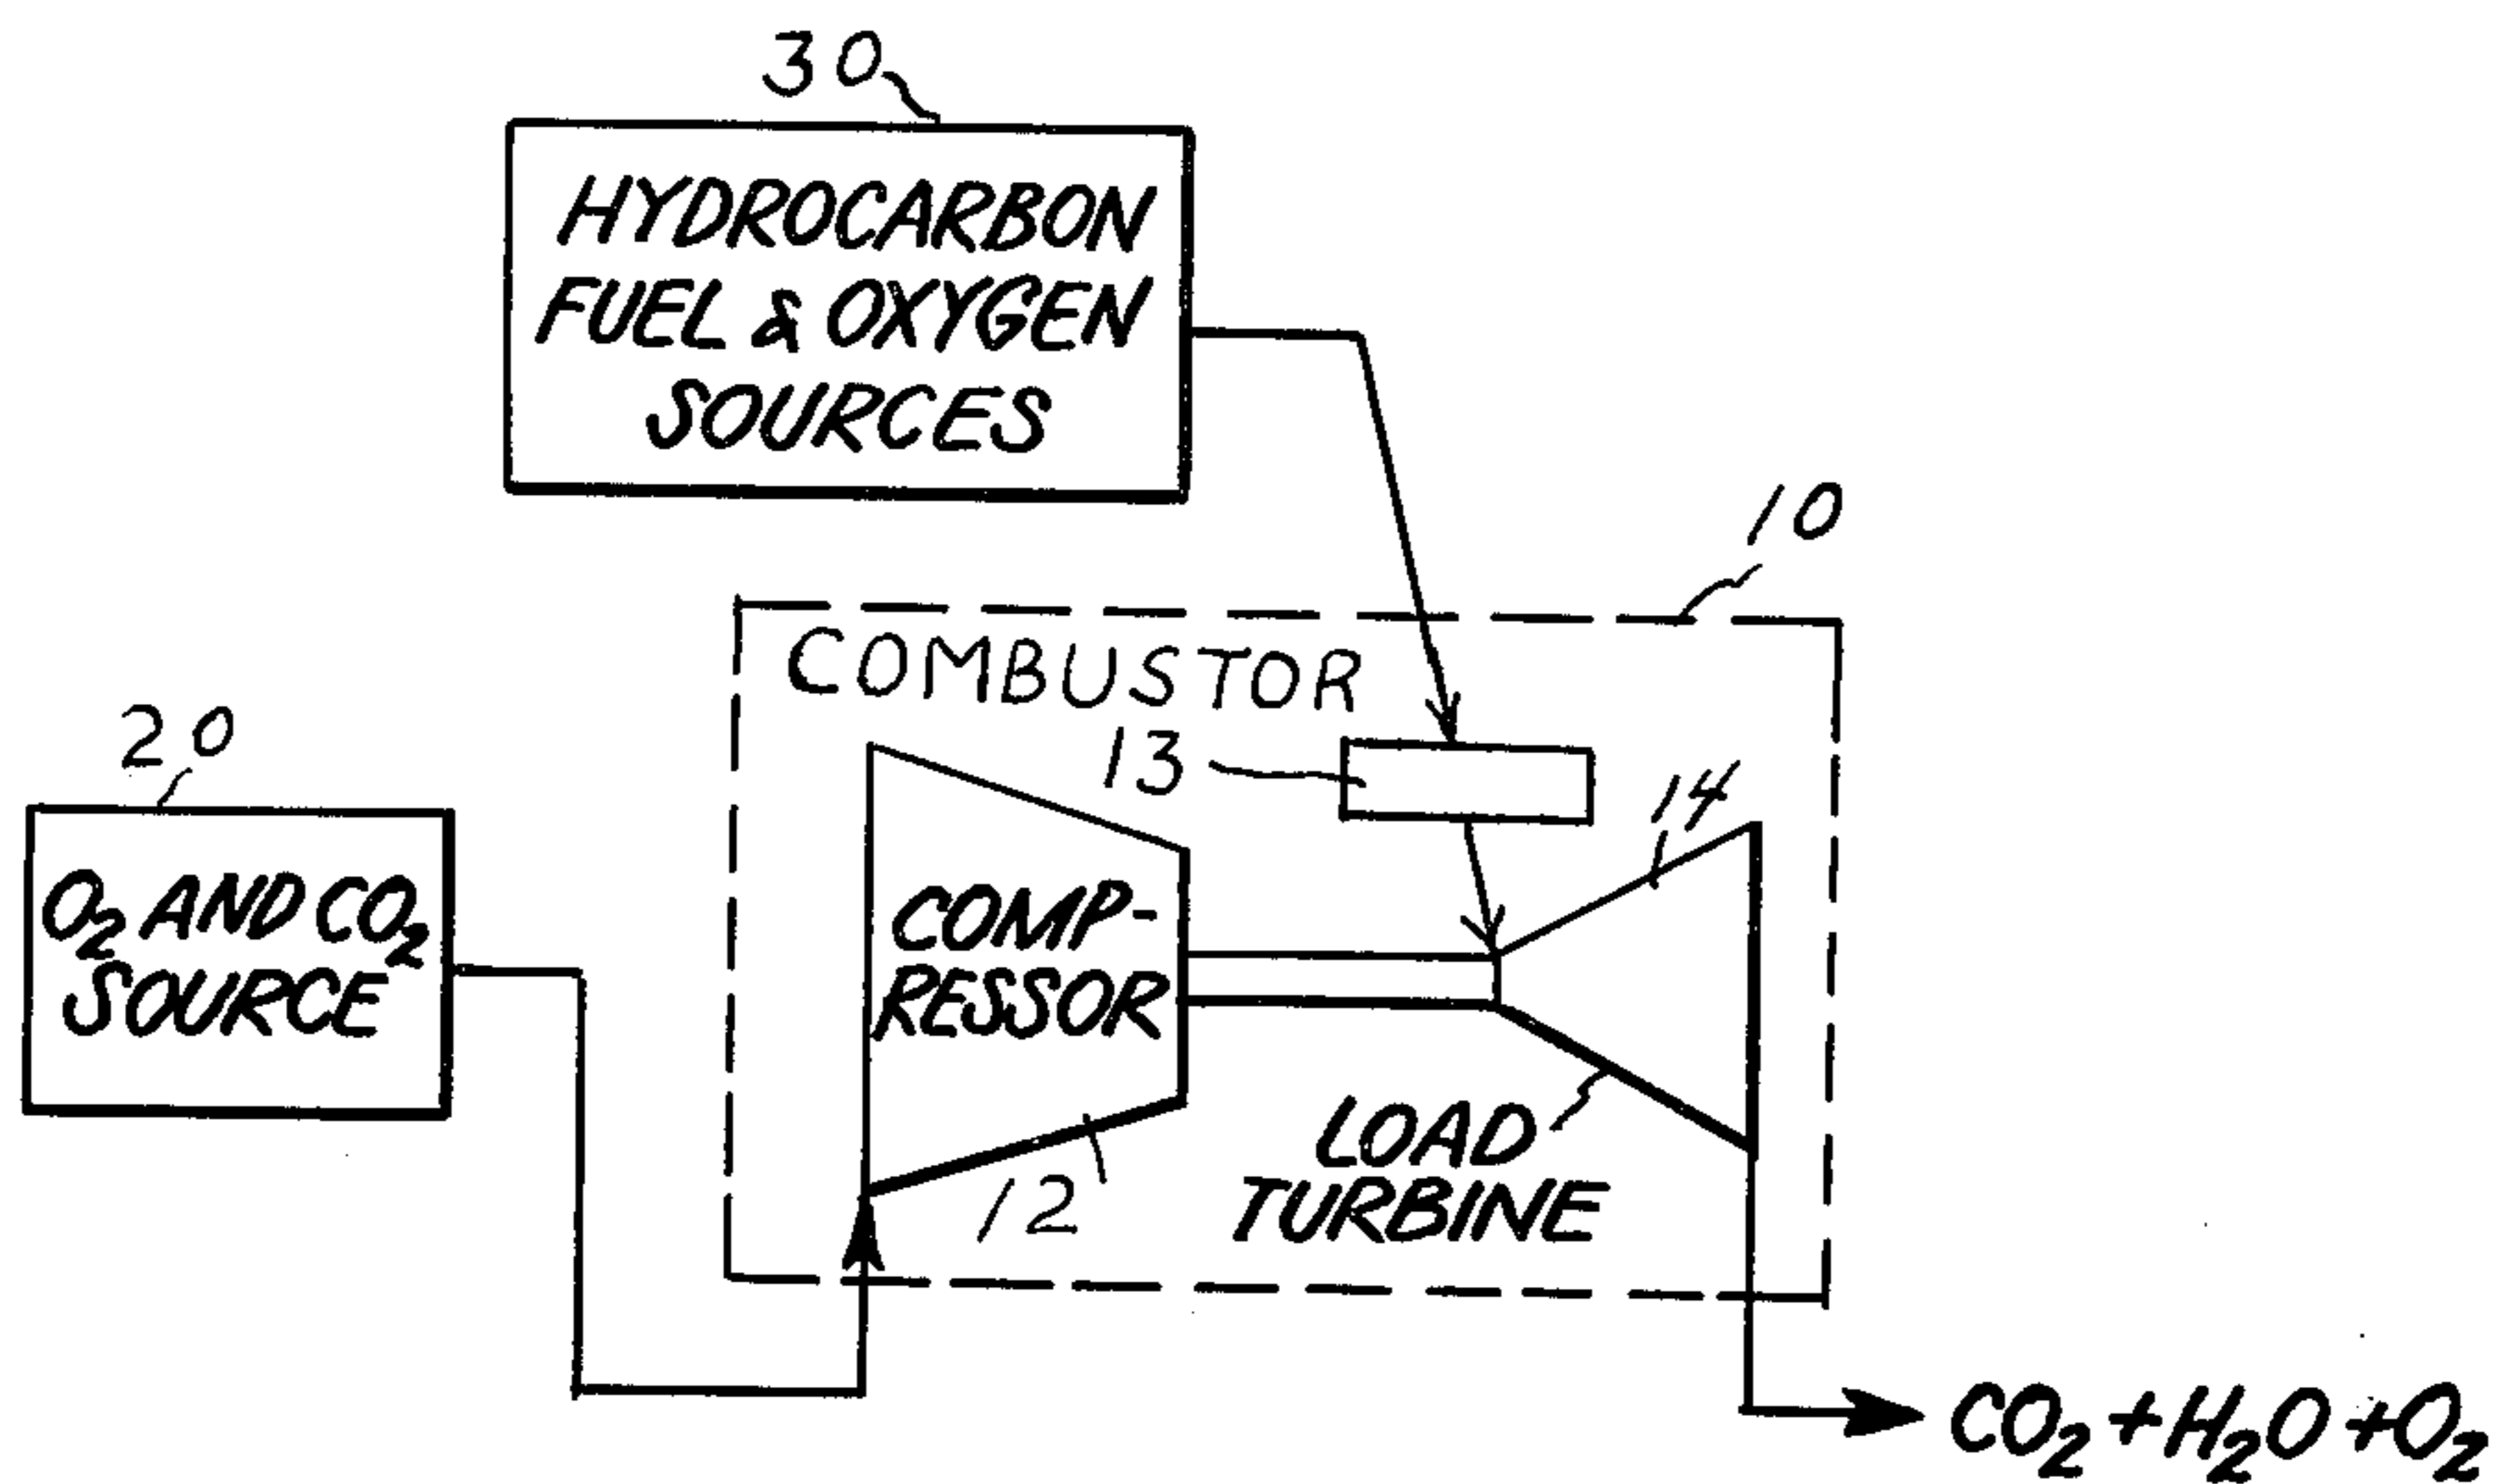 30
HYDROCARBON
FUEL & OXYGEN
SOURCES
10
COMBUSTOR
13
14
20
O₂ AND CO₂
SOURCE
COMP-
RESSOR
12
LOAD
TURBINE
CO₂ + H₂O + O₂